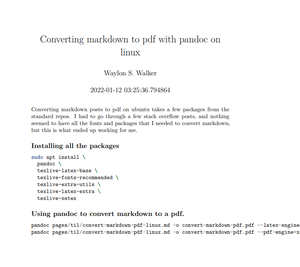 Converting markdown to pdf with pandoc on
linux
Waylon S. Walker
2022-01-12 03:25:36.794864
Converting markdown posts to pdf on ubuntu takes a few packages from the
standard repos. I had to go through a few stack overflow posts, and nothing
seemed to have all the fonts and packages that I needed to convert markdown,
but this is what ended up working for me.
Installing all the packages
sudo apt install \
pandoc \
texlive-latex-base \
texlive-fonts-recommended \
texlive-extra-utils \
texlive-latex-extra \
texlive-xetex
Using pandoc to convert markdown to a pdf.
pandoc pages/til/convert-markdown-pdf-linux.md -o convert-markdown-pdf.pdf --latex-engine
pandoc pages/til/convert-markdown-pdf-linux.md -o convert-markdown-pdf.pdf --pdf-engine=x